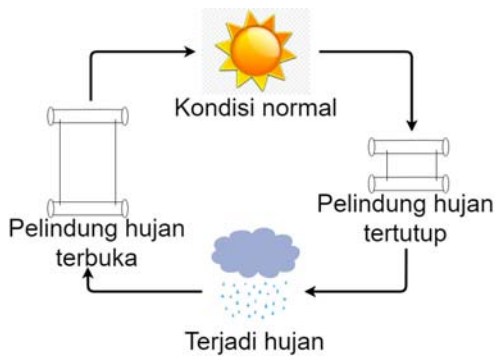 Kondisi normal
Pelindung hujan
tertutup
Terjadi hujan
Pelindung hujan
terbuka